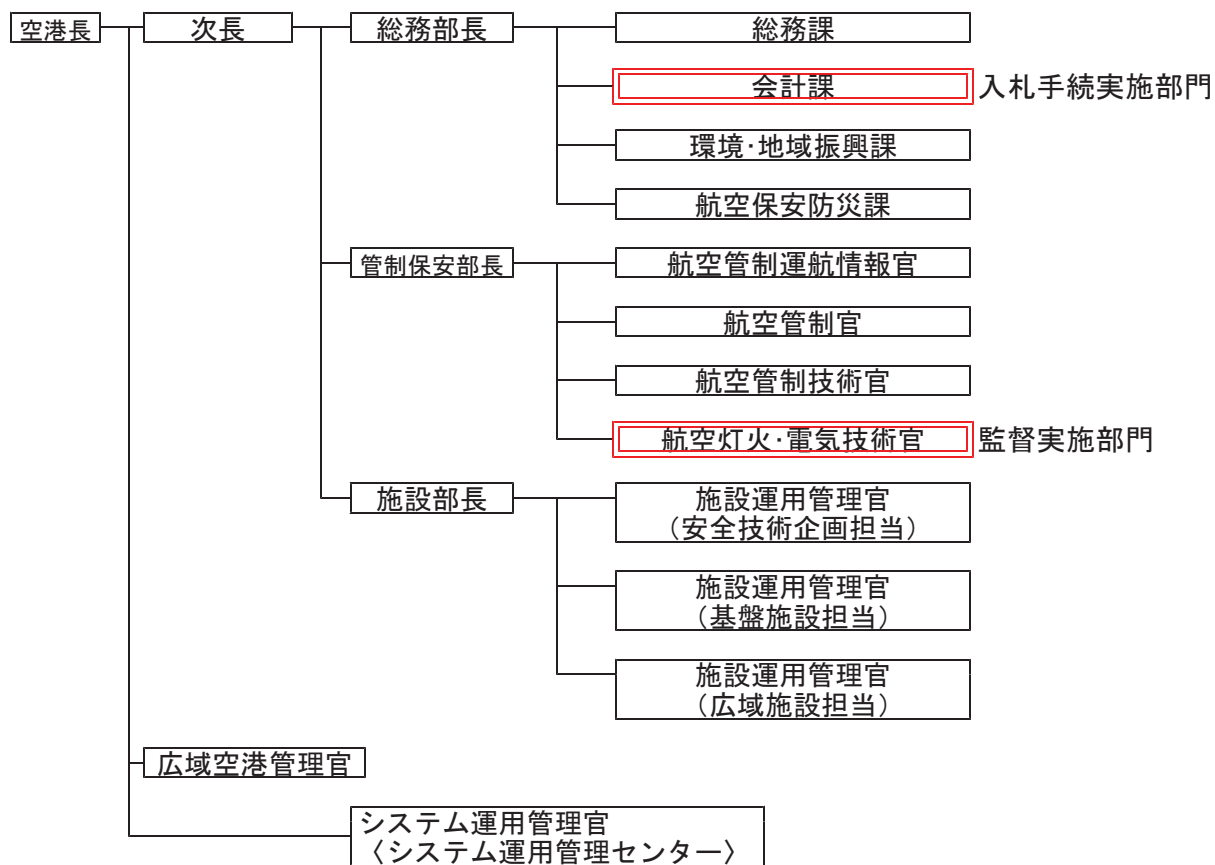 空港長
次長
総務部長
総務課
会計課
入札手続実施部門
環境･地域振興課
航空保安防災課
管制保安部長
航空管制運航情報官
航空管制官
航空管制技術官
航空灯火･電気技術官
監督実施部門
施設部長
施設運用管理官
（安全技術企画担当）
施設運用管理官
（基盤施設担当）
施設運用管理官
（広域施設担当）
広域空港管理官
システム運用管理官
〈システム運用管理センター〉